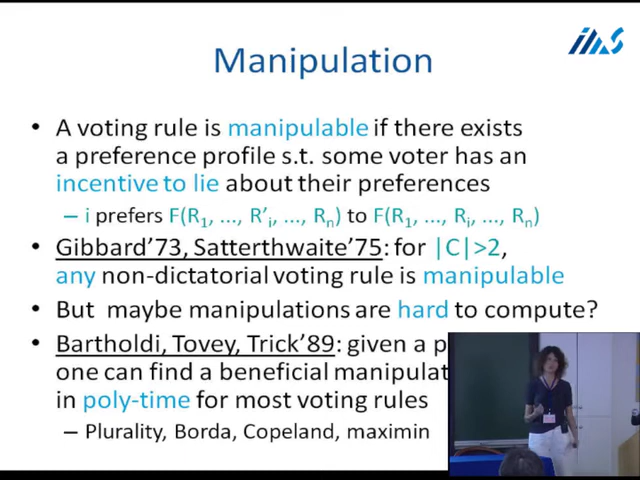 IMS
Manipulation
• A voting rule is manipulable if there exists
a preference profile s.t. some voter has an
incentive to lie about their preferences
– i prefers F(R₁, ..., R’ᵢ, ..., Rₙ) to F(R₁, ..., Rᵢ, ..., Rₙ)
• Gibbard’73, Satterthwaite’75: for |C|>2,
any non-dictatorial voting rule is manipulable
• But maybe manipulations are hard to compute?
• Bartholdi, Tovey, Trick’89: given a
one can find a beneficial
in poly-time for most voting rules
– Plurality, Borda, Copeland, maximin